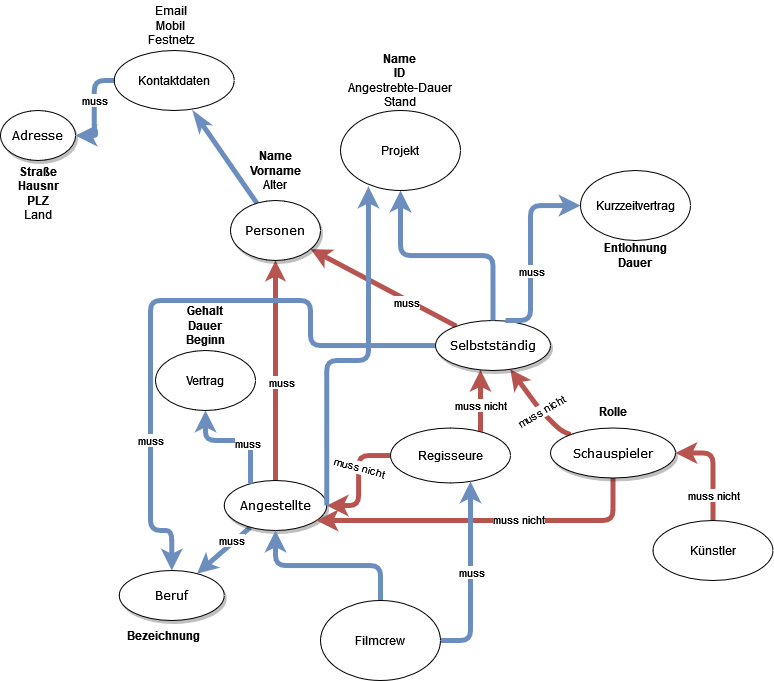 Email
Mobil
Festnetz
Kontaktdaten
muss
Adresse
Straße
Hausnr
PLZ
Land
Name
ID
Angestrebte-Dauer
Stand
Projekt
Name
Vorname
Alter
Personen
Kurzzeitvertrag
Entlohnung
Dauer
muss
muss
Selbstständig
Gehalt
Dauer
Beginn
Vertrag
muss
muss nicht
muss nicht
Rolle
muss
muss
Regisseure
muss nicht
Schauspieler
muss nicht
Angestellte
muss nicht
Künstler
muss
muss
Beruf
Bezeichnung
Filmcrew